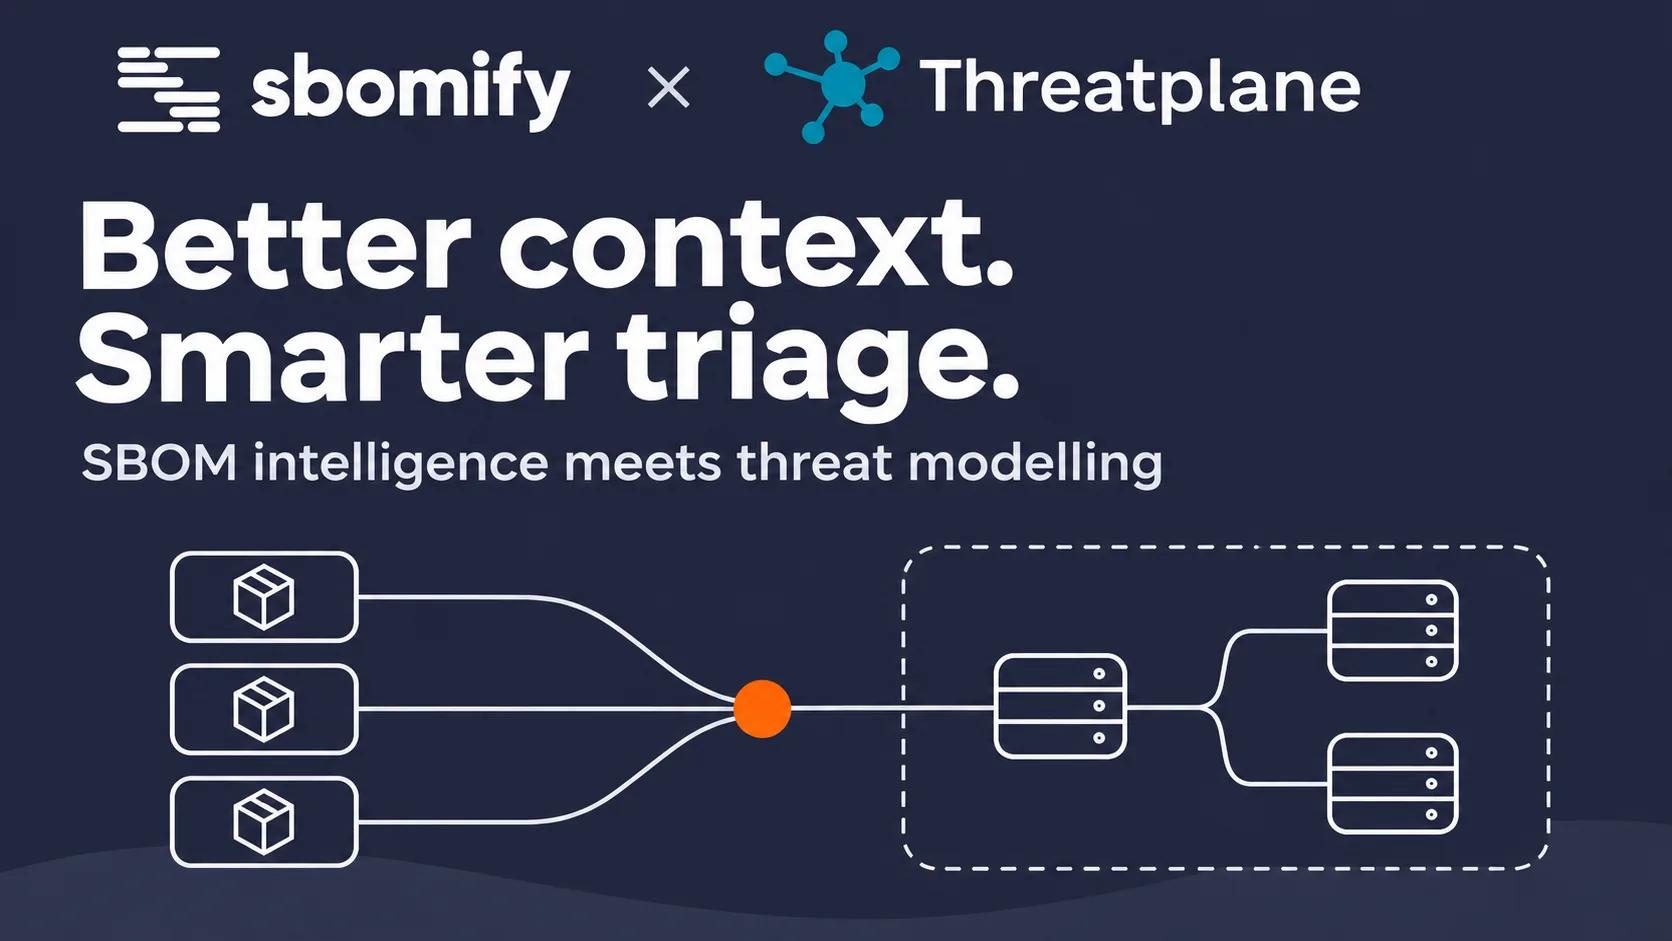 sbomify × Threatplane
Better context.
Smarter triage.
SBOM intelligence meets threat modelling